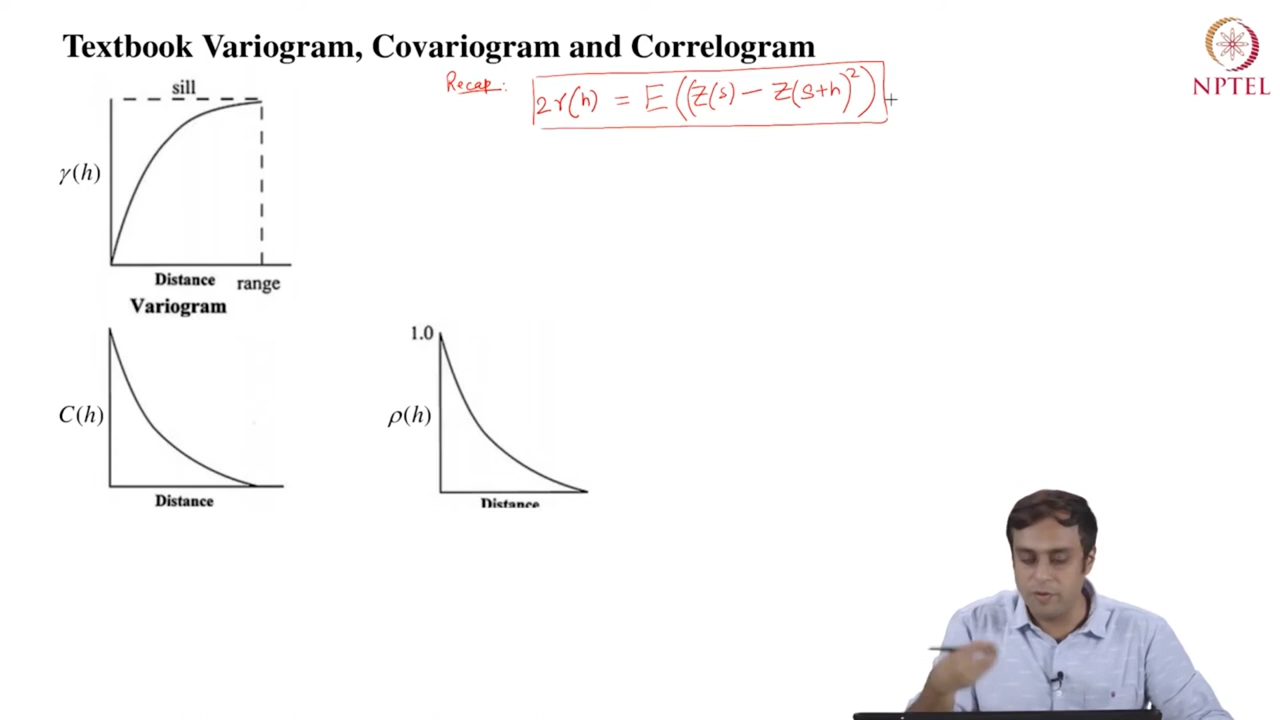 Textbook Variogram, Covariogram and Correlogram
NPTEL
Recap:
2γ(h) = E((Z(s) − Z(s+h)²)
sill
γ(h)
Distance
range
Variogram
C(h)
Distance
1.0
ρ(h)
Distance